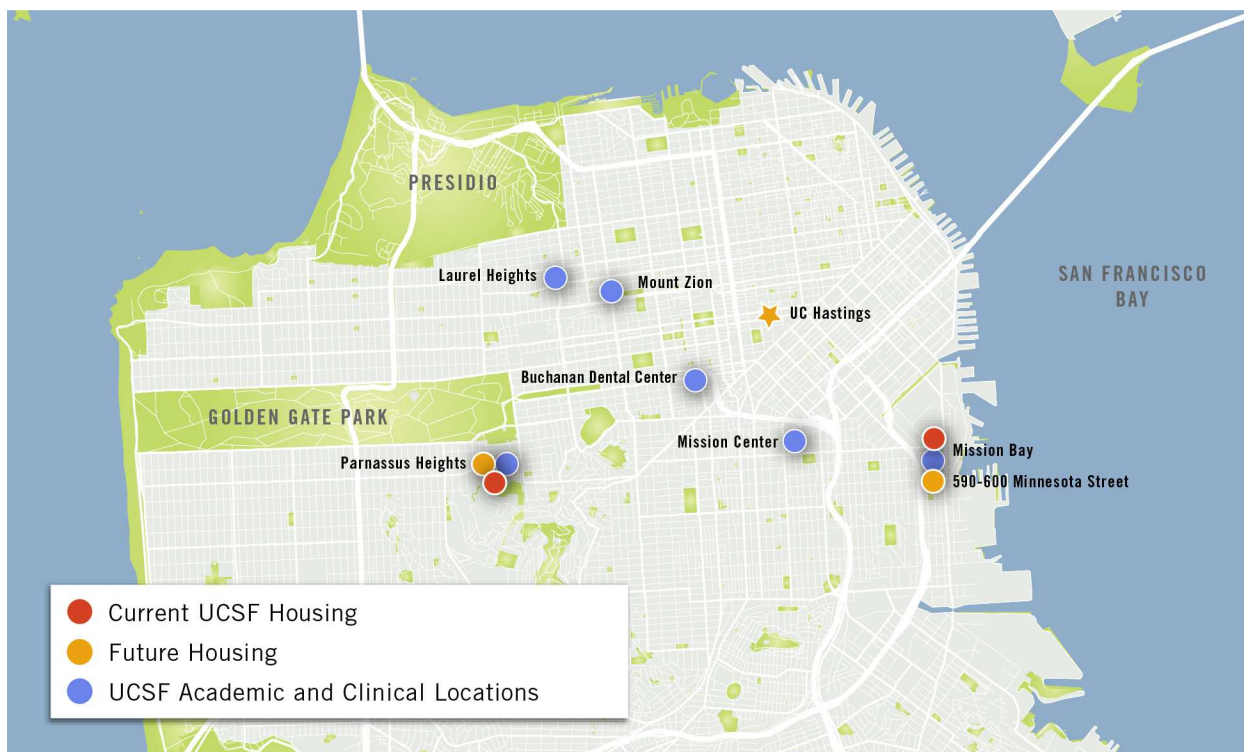 PRESIDIO
Laurel Heights
Mount Zion
SAN FRANCISCO
BAY
UC Hastings
Buchanan Dental Center
GOLDEN GATE PARK
Mission Center
Mission Bay
Parnassus Heights
590-600 Minnesota Street
Current UCSF Housing
Future Housing
UCSF Academic and Clinical Locations